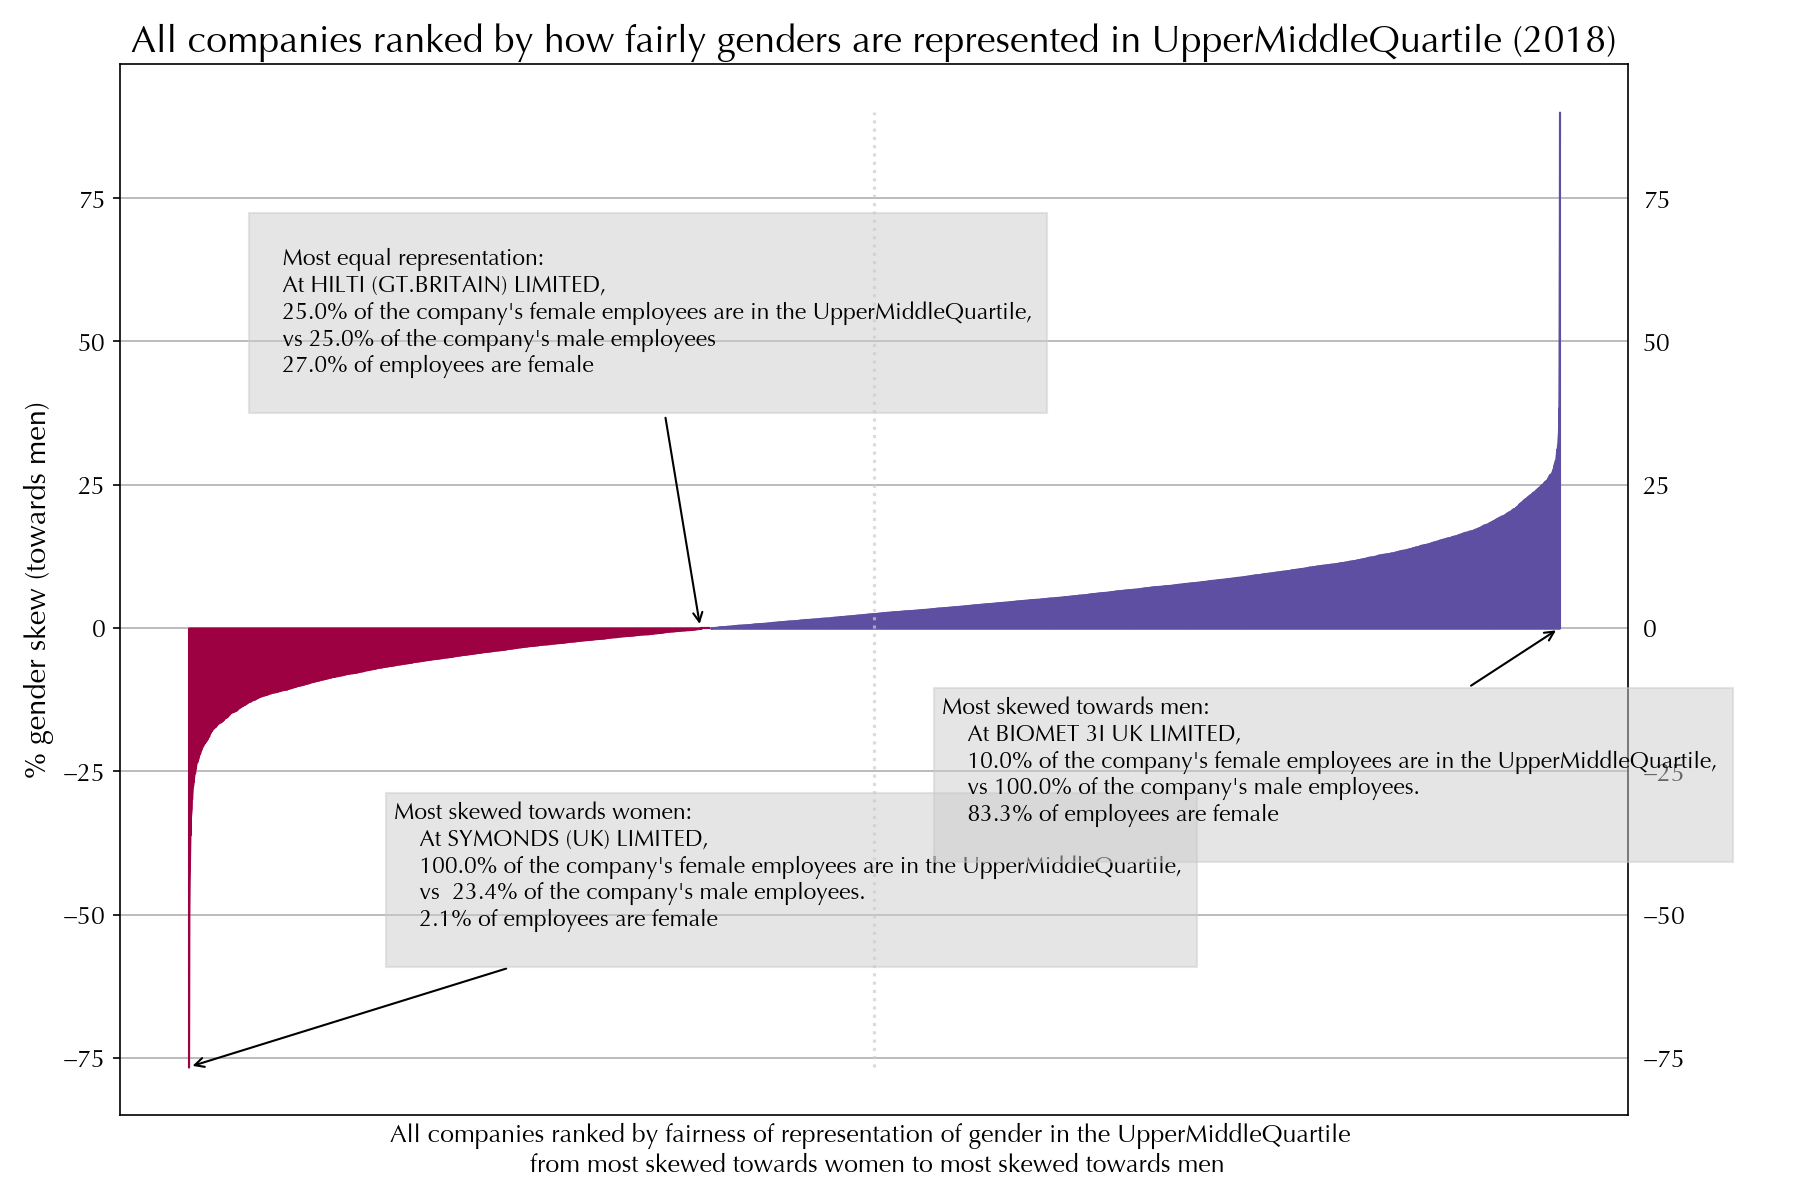 All companies ranked by how fairly genders are represented in UpperMiddleQuartile (2018)
% gender skew (towards men)
75
50
25
0
−25
−50
−75
75
50
25
0
−25
−50
−75
Most equal representation:
At HILTI (GT.BRITAIN) LIMITED,
25.0% of the company's female employees are in the UpperMiddleQuartile,
vs 25.0% of the company's male employees
27.0% of employees are female
Most skewed towards men:
At BIOMET 3I UK LIMITED,
10.0% of the company's female employees are in the UpperMiddleQuartile,
vs 100.0% of the company's male employees.
83.3% of employees are female
Most skewed towards women:
At SYMONDS (UK) LIMITED,
100.0% of the company's female employees are in the UpperMiddleQuartile,
vs  23.4% of the company's male employees.
2.1% of employees are female
All companies ranked by fairness of representation of gender in the UpperMiddleQuartile
from most skewed towards women to most skewed towards men